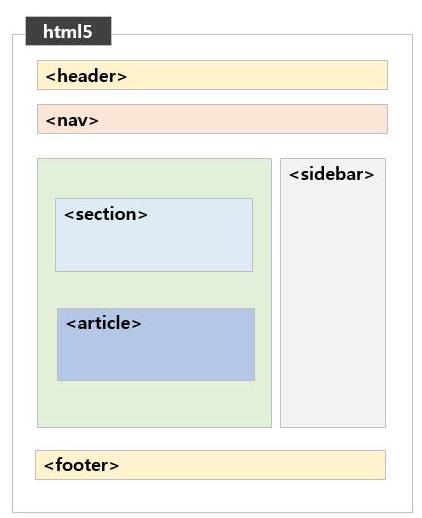 html5
<header>
<nav>
<sidebar>
<section>
<article>
<footer>